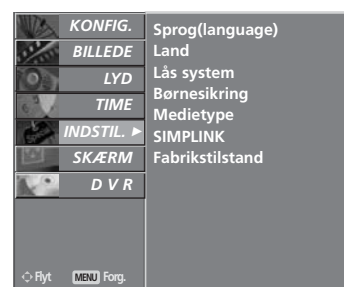 KONFIG.
BILLEDE
LYD
TIME
INDSTIL. ►
SKÆRM
D V R
Sprog(language)
Land
Lås system
Børnesikring
Medietype
SIMPLINK
Fabrikstilstand
Flyt MENU Forg.